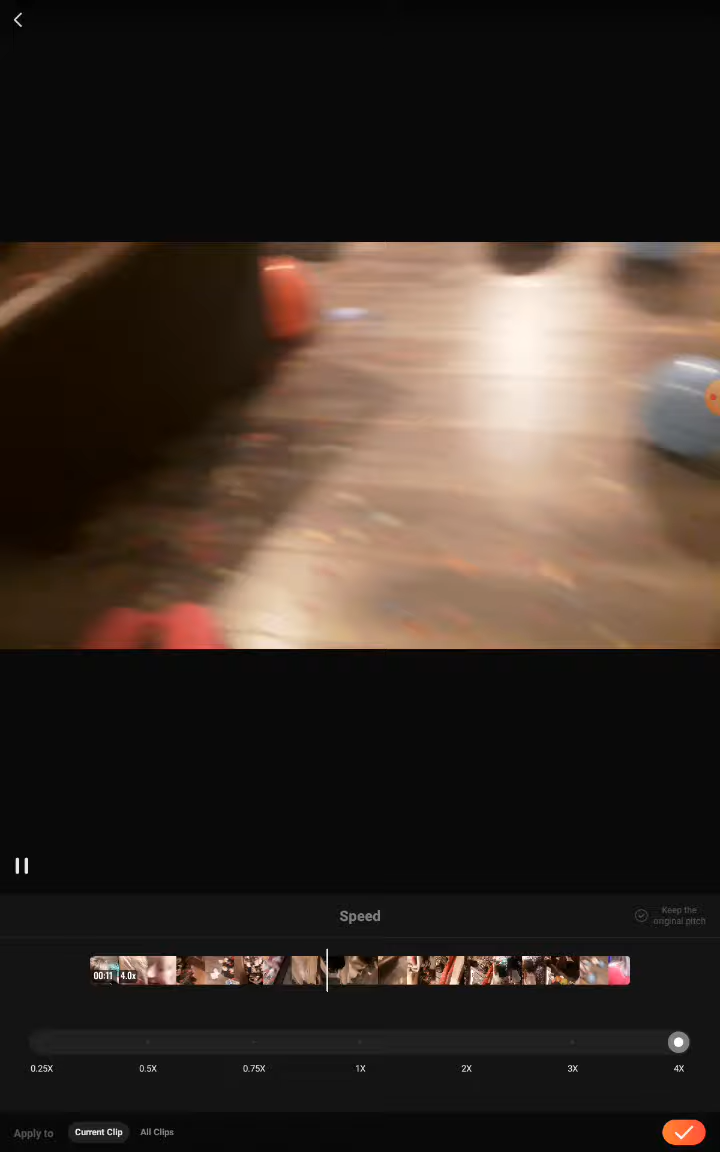 Speed
Keep the
original pitch
00:11 4.0x
0.25X 0.5X 0.75X 1X 2X 3X 4X
Apply to Current Clip All Clips